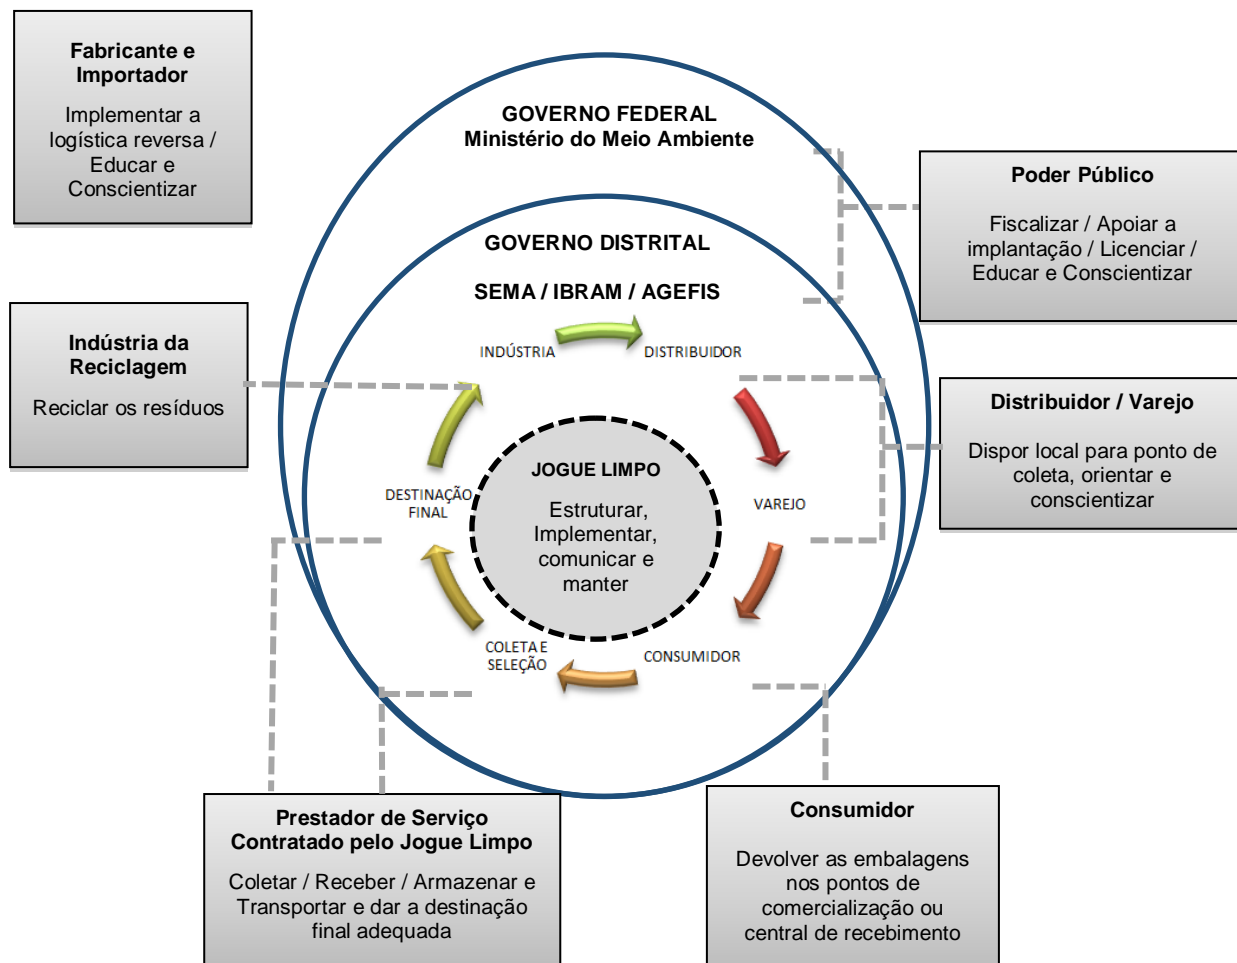 Fabricante e
Importador
Implementar a
logística reversa /
Educar e
Conscientizar
GOVERNO FEDERAL
Ministério do Meio Ambiente
Poder Público
Fiscalizar / Apoiar a
implantação / Licenciar /
Educar e Conscientizar
GOVERNO DISTRITAL
SEMA / IBRAM / AGEFIS
Indústria da
Reciclagem
Reciclar os resíduos
INDÚSTRIA
DISTRIBUIDOR
Distribuidor / Varejo
Dispor local para ponto de
coleta, orientar e
conscientizar
JOGUE LIMPO
Estruturar,
Implementar,
comunicar e
manter
DESTINAÇÃO
FINAL
VAREJO
COLETA E
SELEÇÃO
CONSUMIDOR
Prestador de Serviço
Contratado pelo Jogue Limpo
Coletar / Receber / Armazenar e
Transportar e dar a destinação
final adequada
Consumidor
Devolver as embalagens
nos pontos de
comercialização ou
central de recebimento